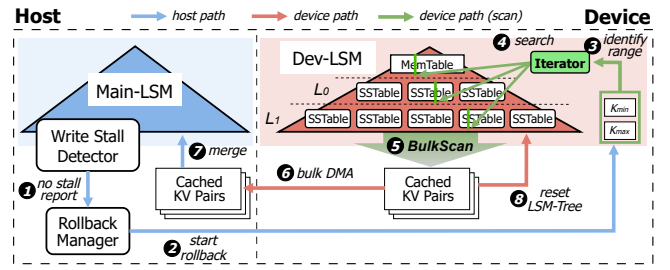 Host
host path
device path
device path (scan)
Device
Main-LSM
Dev-LSM
MemTable
L0
SSTable SSTable SSTable
L1
SSTable SSTable SSTable SSTable SSTable
4 search
Iterator
3 identify
range
Kmin
Kmax
Write Stall
Detector
1 no stall
report
Rollback
Manager
2 start
rollback
7 merge
Cached
KV Pairs
6 bulk DMA
5 BulkScan
Cached
KV Pairs
8 reset
LSM-Tree